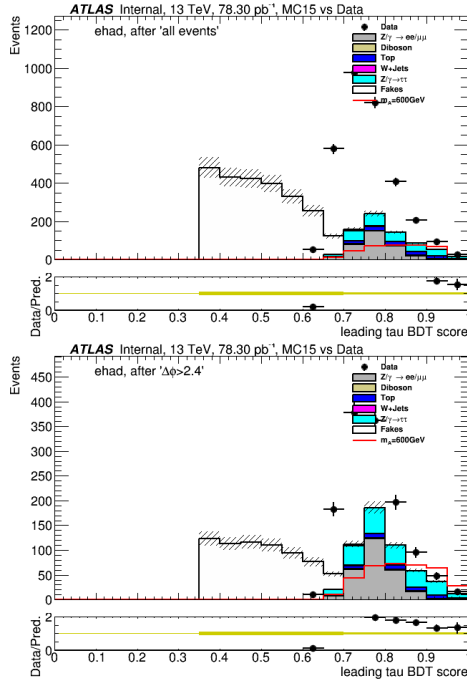 ATLAS Internal, 13 TeV, 78.30 pb⁻¹, MC15 vs Data
Events
ehad, after 'all events'
Data
Z/γ → ee/μμ
Diboson
Top
W+Jets
Z/γ→ττ
Fakes
m_A=600GeV
1200
1000
800
600
400
200
0
Data/Pred.
2
0
0 0.1 0.2 0.3 0.4 0.5 0.6 0.7 0.8 0.9
leading tau BDT score
ATLAS Internal, 13 TeV, 78.30 pb⁻¹, MC15 vs Data
Events
ehad, after 'Δϕ>2.4'
Data
Z/γ → ee/μμ
Diboson
Top
W+Jets
Z/γ→ττ
Fakes
m_A=600GeV
450
400
350
300
250
200
150
100
50
0
Data/Pred.
2
0
0 0.1 0.2 0.3 0.4 0.5 0.6 0.7 0.8 0.9
leading tau BDT score